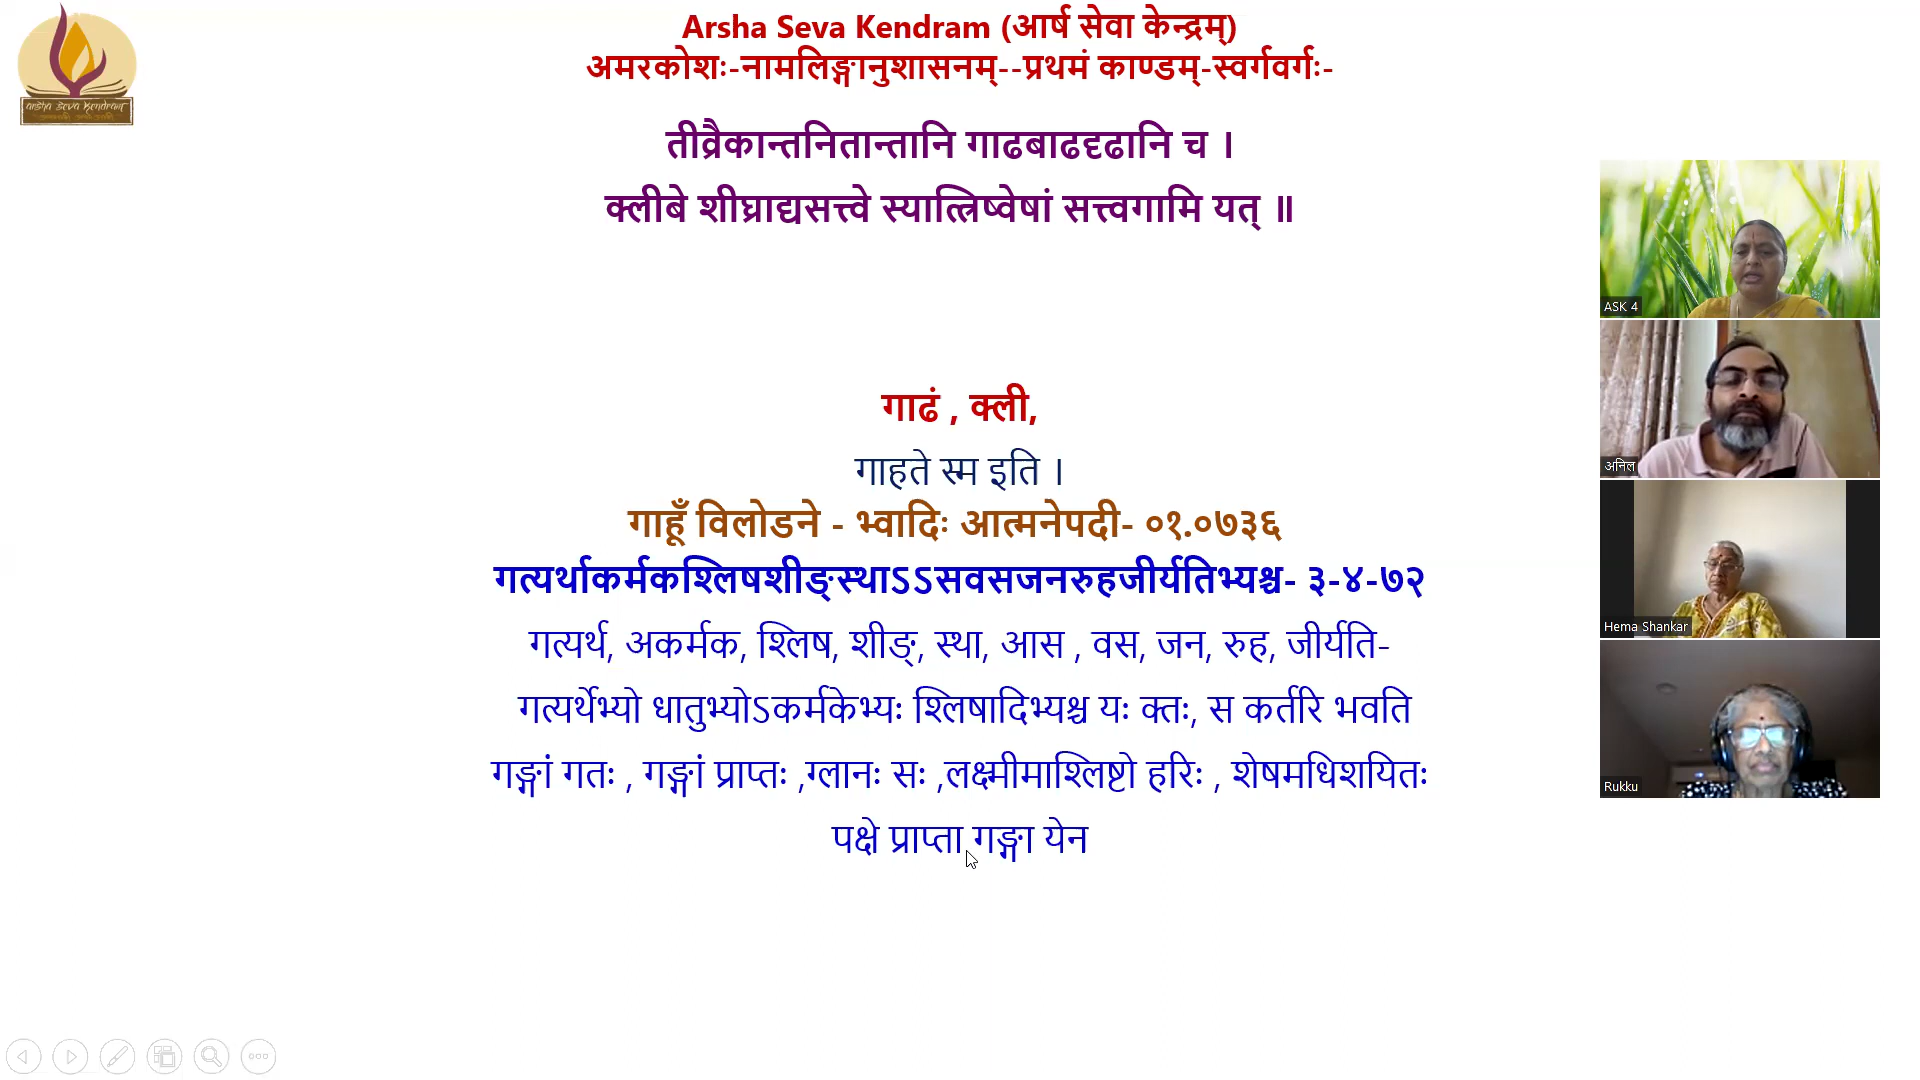 Arsha Seva Kendram (आर्ष सेवा केन्द्रम्)
अमरकोशः-नामलिङ्गानुशासनम्--प्रथमं काण्डम्-स्वर्गवर्गः-
arsha seva kendram
तीव्रैकान्तनितान्तानि गाढबाढदृढानि च ।
क्लीबे शीघ्राद्यसत्त्वे स्यात्त्रिष्वेषां सत्त्वगामि यत् ॥
गाढं , क्ली,
गाहते स्म इति ।
गाहूँ विलोडने - भ्वादिः आत्मनेपदी- ०१.०७३६
गत्यर्थाकर्मकश्लिषशीङ्स्थाऽऽसवसजनरुहजीर्यतिभ्यश्च- ३-४-७२
गत्यर्थ, अकर्मक, श्लिष, शीङ्, स्था, आस , वस, जन, रुह, जीर्यति-
गत्यर्थेभ्यो धातुभ्योऽकर्मकेभ्यः श्लिषादिभ्यश्च यः क्तः, स कर्तरि भवति
गङ्गां गतः , गङ्गां प्राप्तः ,ग्लानः सः ,लक्ष्मीमाश्लिष्टो हरिः , शेषमधिशयितः
पक्षे प्राप्ता गङ्गा येन
ASK 4
अनिल
Hema Shankar
Rukku